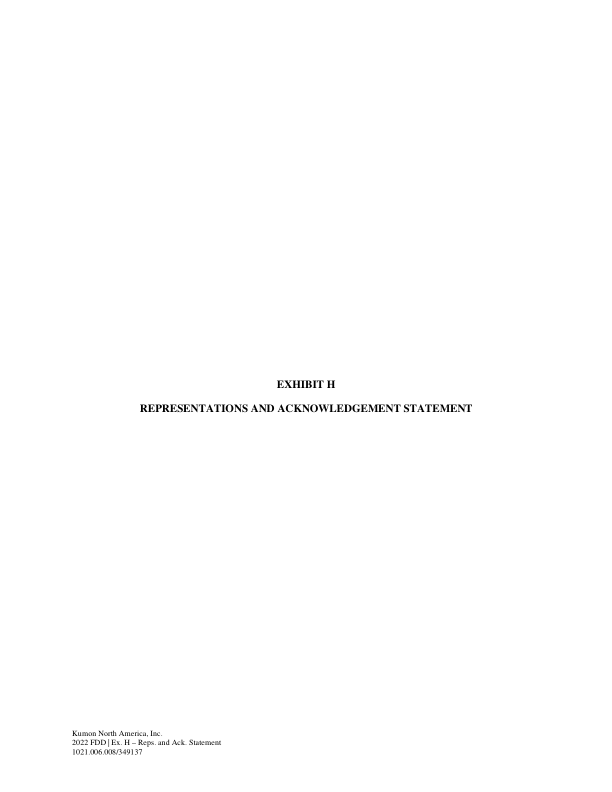 EXHIBIT H
REPRESENTATIONS AND ACKNOWLEDGEMENT STATEMENT
Kumon North America, Inc.
2022 FDD | Ex. H – Reps. and Ack. Statement
1021.006.008/349137